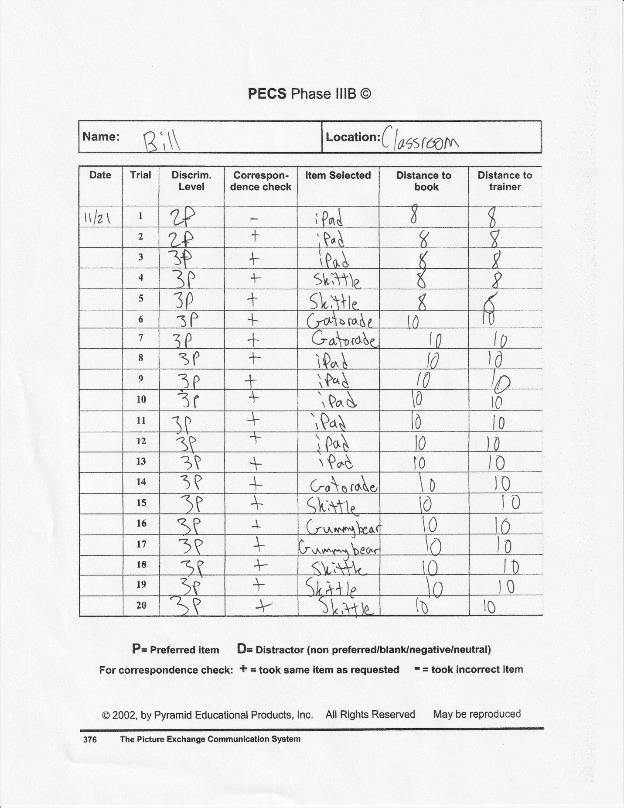 PECS Phase IIIB ©
Name: Bill Location: Classroom
Date Trial Discrim. Level Correspon-dence check Item Selected Distance to book Distance to trainer
11/21 1 2P - iPad 8 8
2 2P + iPad 8 8
3 3P + iPad 8 8
4 3P + Skittle 8 8
5 3P + Skittle 8 8
6 3P + Gatorade 10 10
7 3P + Gatorade 10 10
8 3P + iPad 10 10
9 3P + iPad 10 10
10 3P + iPad 10 10
11 3P + iPad 10 10
12 3P + iPad 10 10
13 3P + iPad 10 10
14 3P + Gatorade 10 10
15 3P + Skittle 10 10
16 3P + Gummybear 10 10
17 3P + Gummybear 10 10
18 3P + Skittle 10 10
19 3P + Skittle 10 10
20 3P + Skittle 10 10
P= Preferred item D= Distractor (non preferred/blank/negative/neutral)
For correspondence check: + = took same item as requested - = took incorrect item
© 2002, by Pyramid Educational Products, Inc. All Rights Reserved May be reproduced
376 The Picture Exchange Communication System